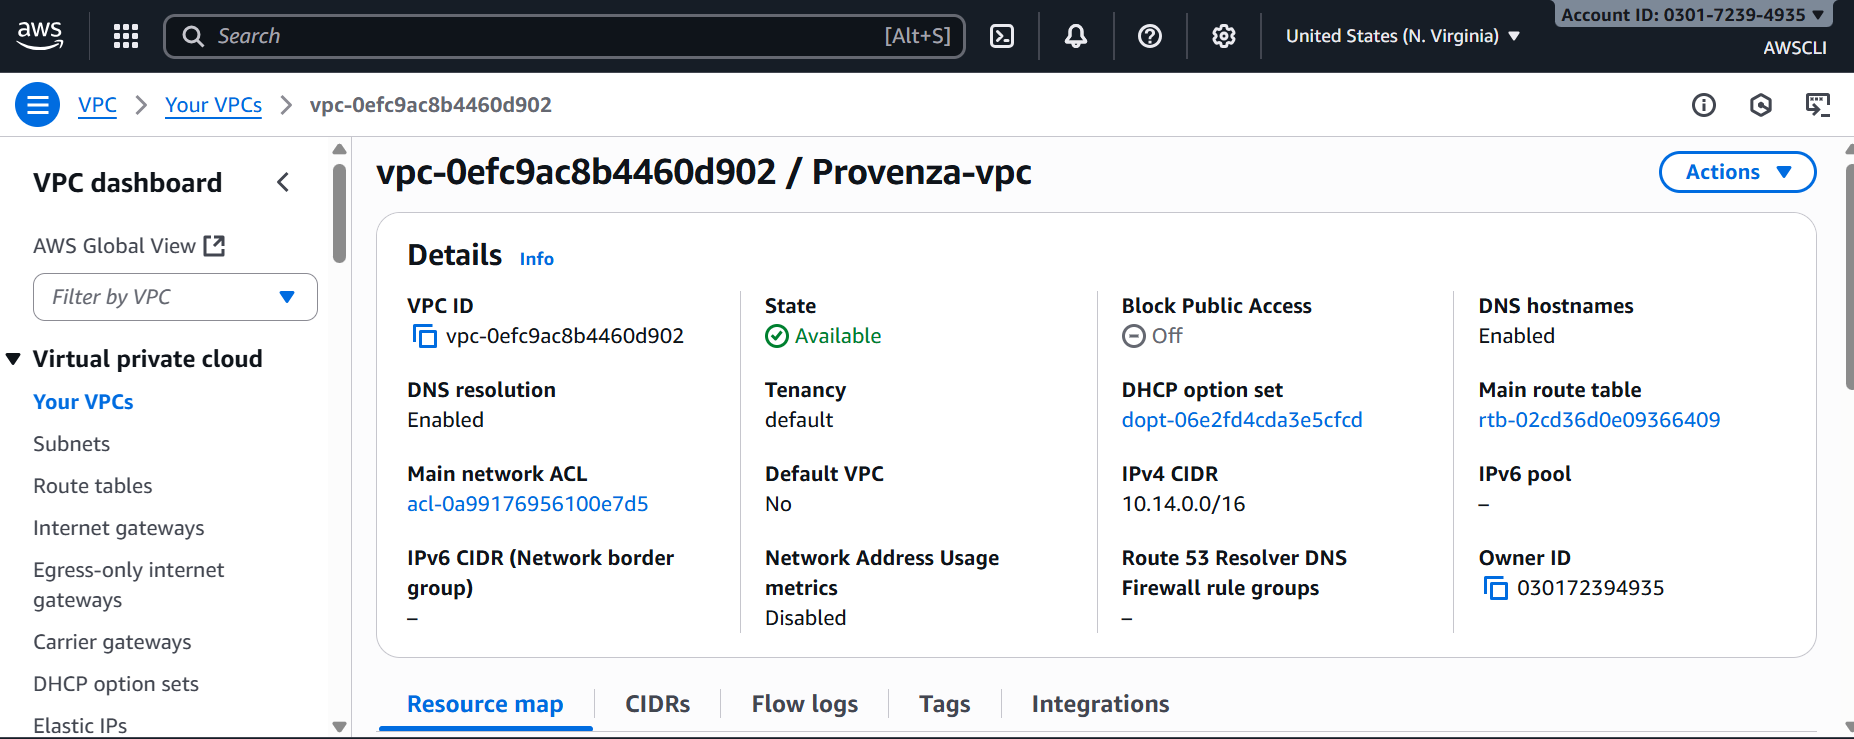 aws
Search [Alt+S]
United States (N. Virginia)
Account ID: 0301-7239-4935
AWSCLI
VPC
Your VPCs
vpc-0efc9ac8b4460d902
VPC dashboard
AWS Global View
Filter by VPC
Virtual private cloud
Your VPCs
Subnets
Route tables
Internet gateways
Egress-only internet
gateways
Carrier gateways
DHCP option sets
Elastic IPs
vpc-0efc9ac8b4460d902 / Provenza-vpc
Actions
Details Info
VPC ID
vpc-0efc9ac8b4460d902
State
Available
Block Public Access
Off
DNS hostnames
Enabled
DNS resolution
Enabled
Tenancy
default
DHCP option set
dopt-06e2fd4cda3e5cfcd
Main route table
rtb-02cd36d0e09366409
Main network ACL
acl-0a99176956100e7d5
Default VPC
No
IPv4 CIDR
10.14.0.0/16
IPv6 pool
–
IPv6 CIDR (Network border
group)
–
Network Address Usage
metrics
Disabled
Route 53 Resolver DNS
Firewall rule groups
–
Owner ID
030172394935
Resource map
CIDRs
Flow logs
Tags
Integrations